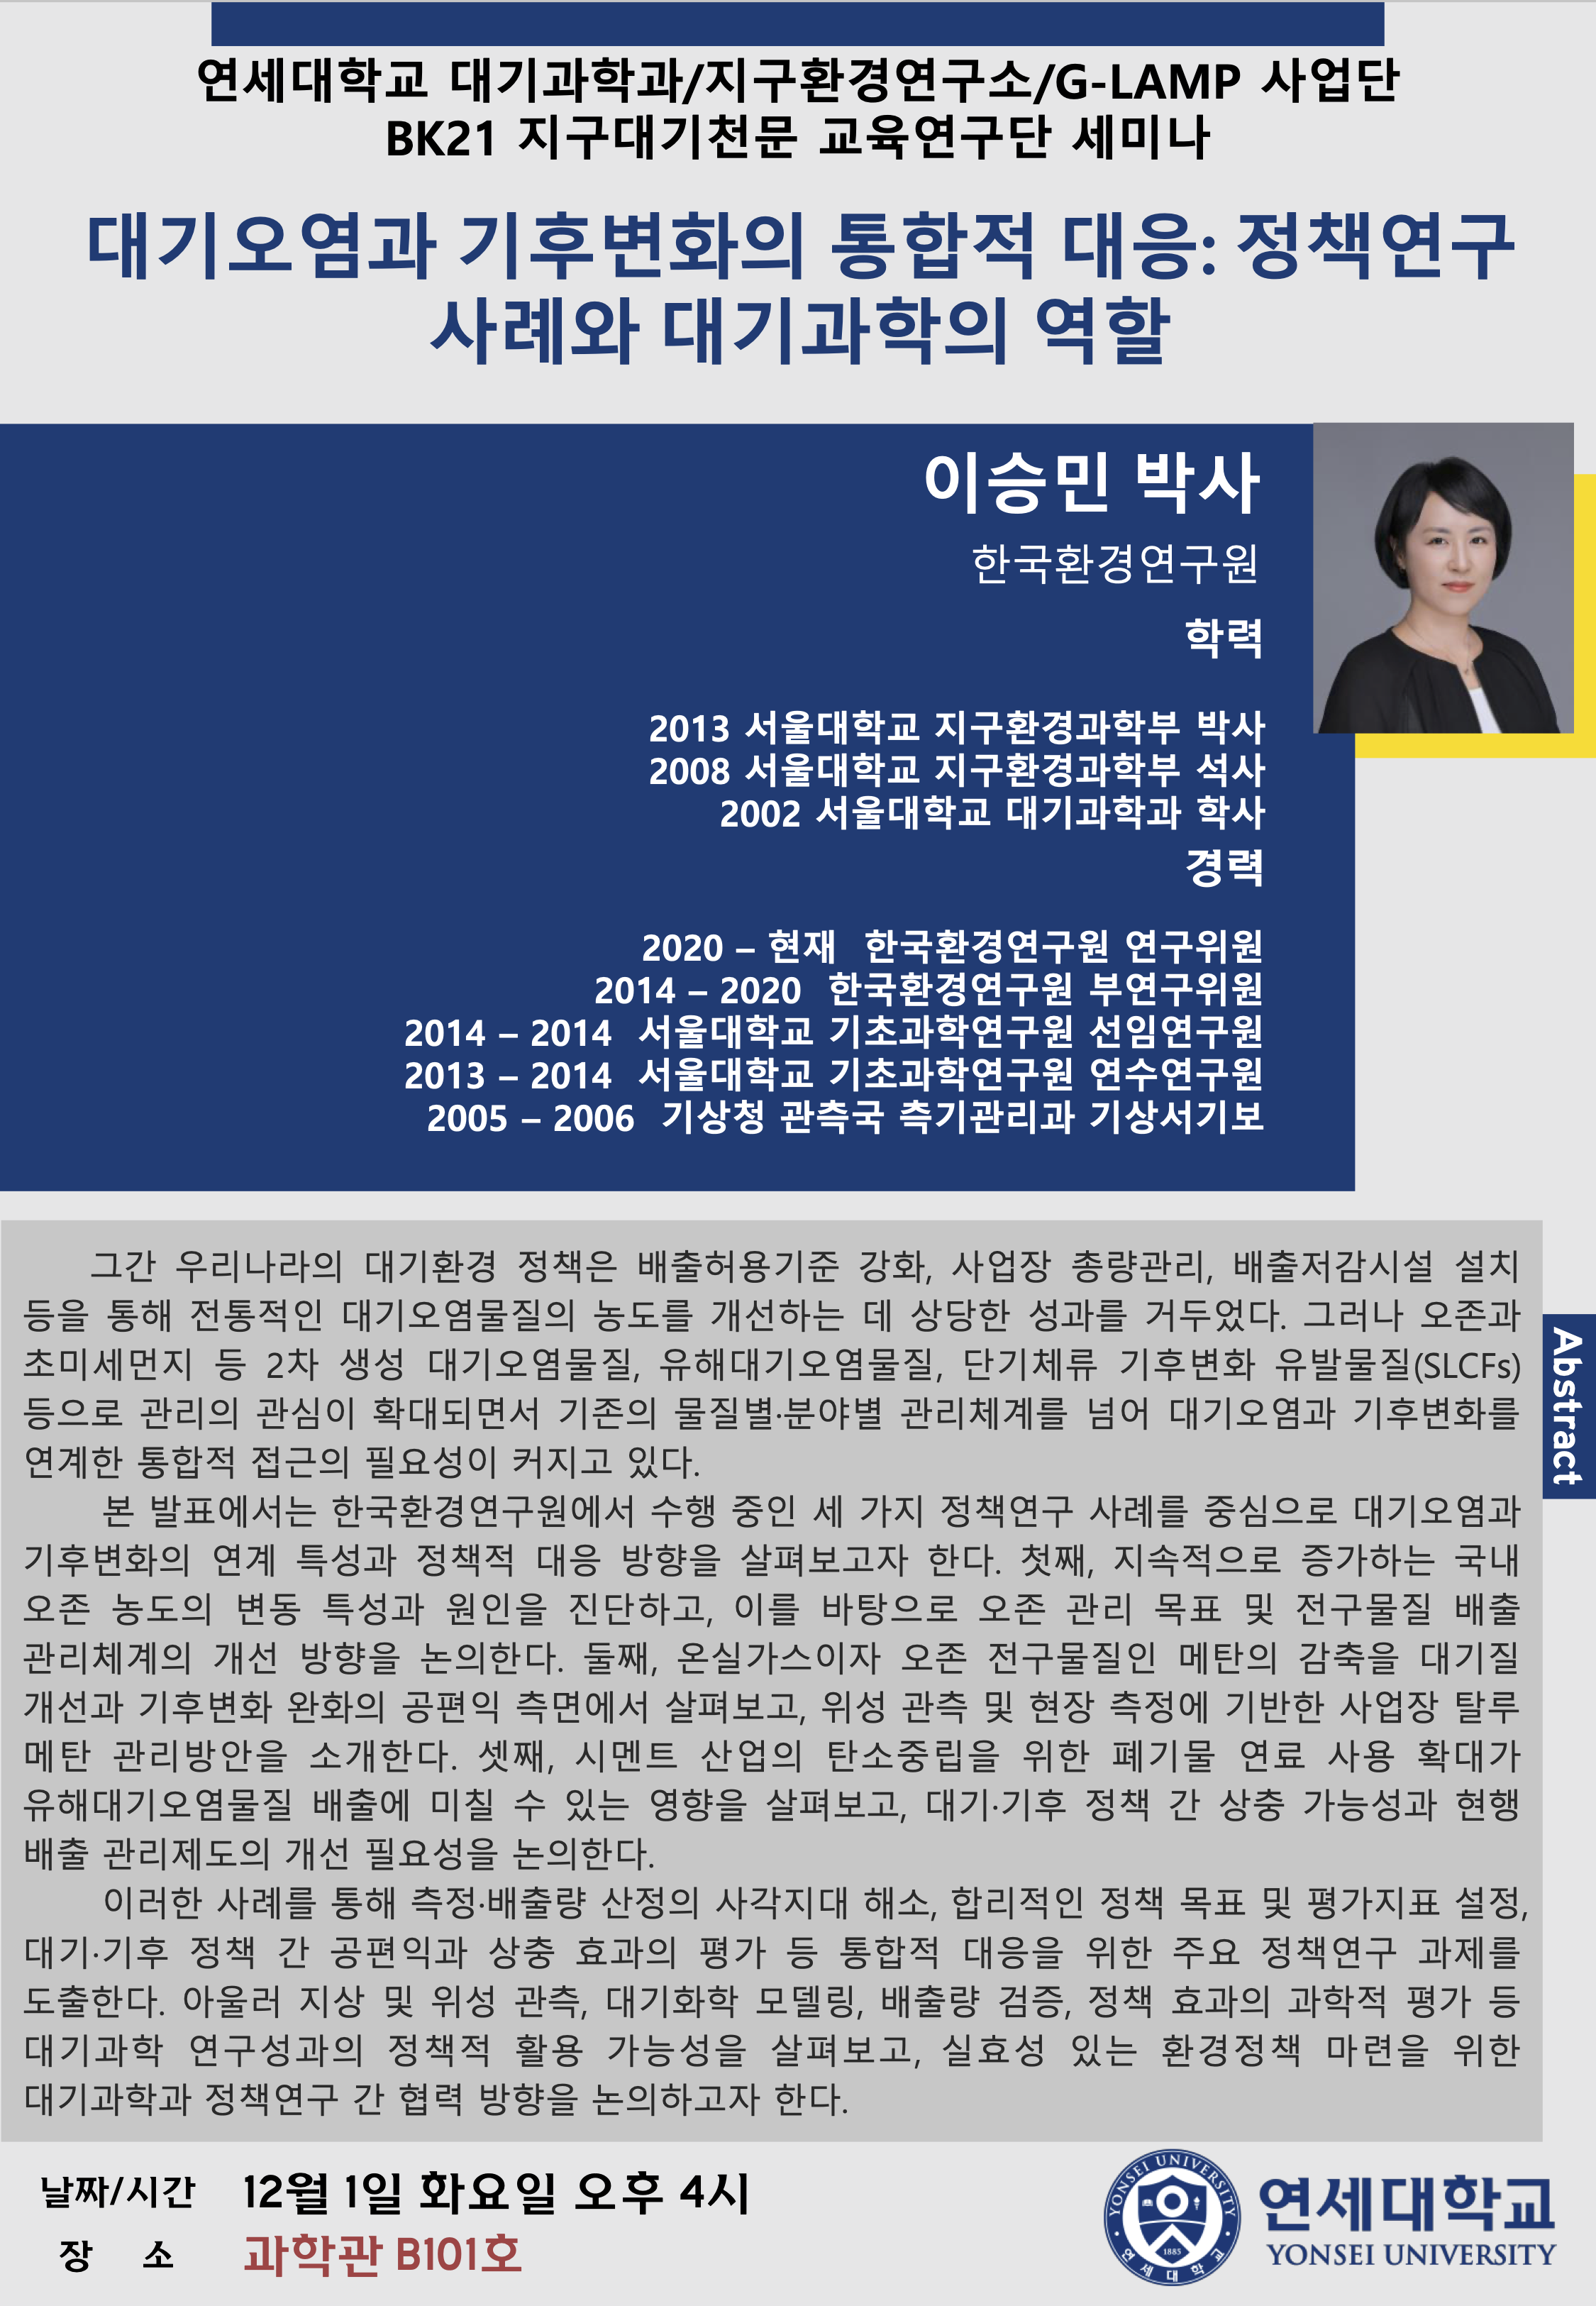 연세대학교 대기과학과/지구환경연구소/G-LAMP 사업단
BK21 지구대기천문 교육연구단 세미나
대기오염과 기후변화의 통합적 대응: 정책연구
사례와 대기과학의 역할
이승민 박사
한국환경연구원
학력
2013 서울대학교 지구환경과학부 박사
2008 서울대학교 지구환경과학부 석사
2002 서울대학교 대기과학과 학사
경력
2020 – 현재 한국환경연구원 연구위원
2014 – 2020 한국환경연구원 부연구위원
2014 – 2014 서울대학교 기초과학연구원 선임연구원
2013 – 2014 서울대학교 기초과학연구원 연수연구원
2005 – 2006 기상청 관측국 측기관리과 기상서기보
Abstract
그간 우리나라의 대기환경 정책은 배출허용기준 강화, 사업장 총량관리, 배출저감시설 설치
등을 통해 전통적인 대기오염물질의 농도를 개선하는 데 상당한 성과를 거두었다. 그러나 오존과
초미세먼지 등 2차 생성 대기오염물질, 유해대기오염물질, 단기체류 기후변화 유발물질(SLCFs)
등으로 관리의 관심이 확대되면서 기존의 물질별·분야별 관리체계를 넘어 대기오염과 기후변화를
연계한 통합적 접근의 필요성이 커지고 있다.
본 발표에서는 한국환경연구원에서 수행 중인 세 가지 정책연구 사례를 중심으로 대기오염과
기후변화의 연계 특성과 정책적 대응 방향을 살펴보고자 한다. 첫째, 지속적으로 증가하는 국내
오존 농도의 변동 특성과 원인을 진단하고, 이를 바탕으로 오존 관리 목표 및 전구물질 배출
관리체계의 개선 방향을 논의한다. 둘째, 온실가스이자 오존 전구물질인 메탄의 감축을 대기질
개선과 기후변화 완화의 공편익 측면에서 살펴보고, 위성 관측 및 현장 측정에 기반한 사업장 탈루
메탄 관리방안을 소개한다. 셋째, 시멘트 산업의 탄소중립을 위한 폐기물 연료 사용 확대가
유해대기오염물질 배출에 미칠 수 있는 영향을 살펴보고, 대기·기후 정책 간 상충 가능성과 현행
배출 관리제도의 개선 필요성을 논의한다.
이러한 사례를 통해 측정·배출량 산정의 사각지대 해소, 합리적인 정책 목표 및 평가지표 설정,
대기·기후 정책 간 공편익과 상충 효과의 평가 등 통합적 대응을 위한 주요 정책연구 과제를
도출한다. 아울러 지상 및 위성 관측, 대기화학 모델링, 배출량 검증, 정책 효과의 과학적 평가 등
대기과학 연구성과의 정책적 활용 가능성을 살펴보고, 실효성 있는 환경정책 마련을 위한
대기과학과 정책연구 간 협력 방향을 논의하고자 한다.
날짜/시간 12월 1일 화요일 오후 4시
장 소 과학관 B101호
YONSEI UNIVERSITY
1885
연세대학교
연세대학교
YONSEI UNIVERSITY